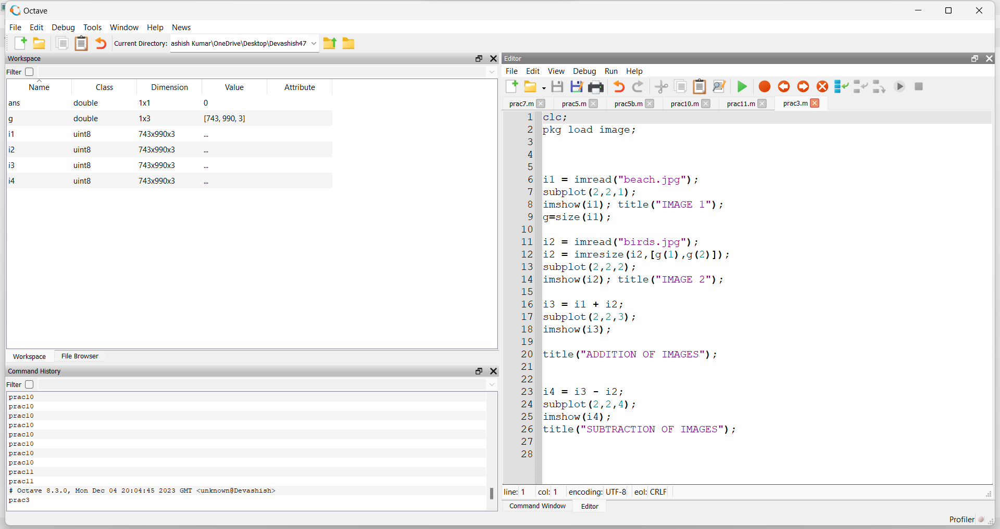 Octave
File Edit Debug Tools Window Help News
Current Directory: ashish Kumar\OneDrive\Desktop\Devashish47
Workspace
Filter
Name Class Dimension Value Attribute
ans double 1x1 0
g double 1x3 [743, 990, 3]
i1 uint8 743x990x3 ...
i2 uint8 743x990x3 ...
i3 uint8 743x990x3 ...
i4 uint8 743x990x3 ...
Workspace File Browser
Command History
Filter
prac10
prac10
prac10
prac10
prac10
prac10
prac10
prac10
prac11
prac11
# Octave 8.3.0, Mon Dec 04 20:04:45 2023 GMT <unknown@Devashish>
prac3
Editor
File Edit View Debug Run Help
prac7.m prac5.m prac5b.m prac10.m prac11.m prac3.m
1 clc;
2 pkg load image;
3
4
5
6 i1 = imread("beach.jpg");
7 subplot(2,2,1);
8 imshow(i1); title("IMAGE 1");
9 g=size(i1);
10
11 i2 = imread("birds.jpg");
12 i2 = imresize(i2,[g(1),g(2)]);
13 subplot(2,2,2);
14 imshow(i2); title("IMAGE 2");
15
16 i3 = i1 + i2;
17 subplot(2,2,3);
18 imshow(i3);
19
20 title("ADDITION OF IMAGES");
21
22
23 i4 = i3 - i2;
24 subplot(2,2,4);
25 imshow(i4);
26 title("SUBTRACTION OF IMAGES");
27
28
line: 1 col: 1 encoding: UTF-8 eol: CRLF
Command Window Editor
Profiler